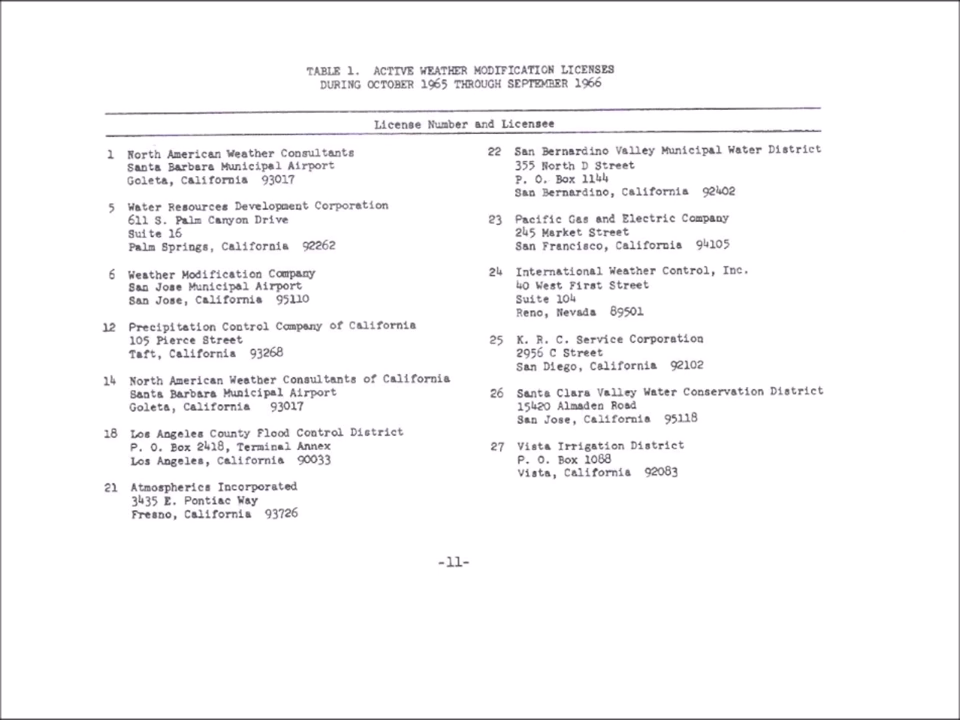 TABLE 1. ACTIVE WEATHER MODIFICATION LICENSES
DURING OCTOBER 1965 THROUGH SEPTEMBER 1966
License Number and Licensee
1 North American Weather Consultants
Santa Barbara Municipal Airport
Goleta, California 93017
5 Water Resources Development Corporation
611 S. Palm Canyon Drive
Suite 16
Palm Springs, California 92262
6 Weather Modification Company
San Jose Municipal Airport
San Jose, California 95110
12 Precipitation Control Company of California
105 Pierce Street
Taft, California 93268
14 North American Weather Consultants of California
Santa Barbara Municipal Airport
Goleta, California 93017
18 Los Angeles County Flood Control District
P. O. Box 2418, Terminal Annex
Los Angeles, California 90033
21 Atmospherics Incorporated
3435 E. Pontiac Way
Fresno, California 93726
22 San Bernardino Valley Municipal Water District
355 North D Street
P. O. Box 1144
San Bernardino, California 92402
23 Pacific Gas and Electric Company
245 Market Street
San Francisco, California 94105
24 International Weather Control, Inc.
40 West First Street
Suite 104
Reno, Nevada 89501
25 K. R. C. Service Corporation
2956 C Street
San Diego, California 92102
26 Santa Clara Valley Water Conservation District
15420 Almaden Road
San Jose, California 95118
27 Vista Irrigation District
P. O. Box 1088
Vista, California 92083
-11-